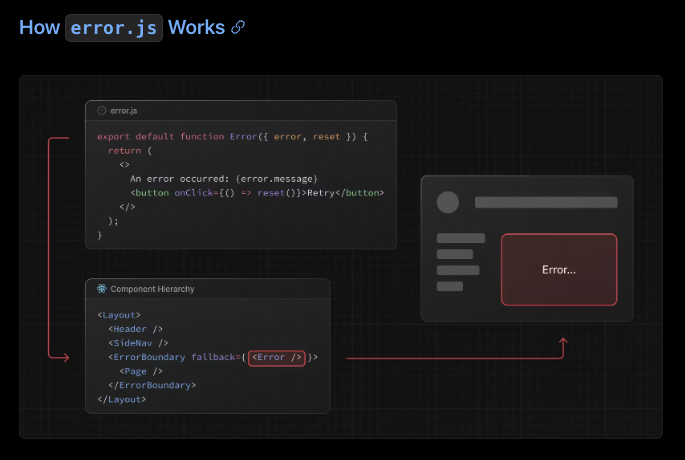 How error.js Works
error.js
export default function Error({ error, reset }) {
return (
<>
An error occurred: {error.message}
<button onClick={() => reset()}>Retry</button>
</>
);
}
Component Hierarchy
<Layout>
<Header />
<SideNav />
<ErrorBoundary fallback={ <Error /> }>
<Page />
</ErrorBoundary>
</Layout>
Error...